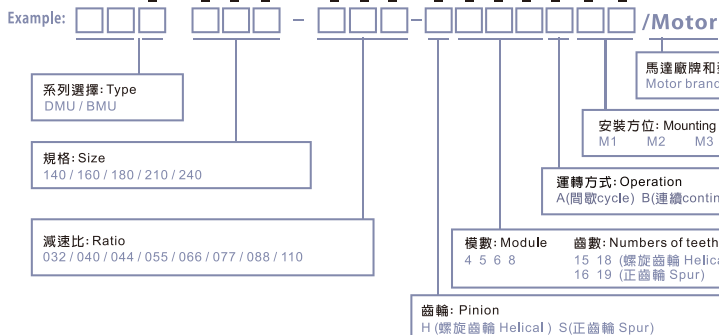 Example: - - /Motor
系列選擇: Type
DMU / BMU
規格: Size
140 / 160 / 180 / 210 / 240
減速比: Ratio
032 / 040 / 044 / 055 / 066 / 077 / 088 / 110
馬達廠牌和
Motor brand
安裝方位: Mounting
M1 M2 M3
運轉方式: Operation
A(間歇cycle) B(連續contin
模數: Module 齒數: Numbers of teeth
4 5 6 8 15 18 (螺旋齒輪 Helica
16 19 (正齒輪 Spur)
齒輪: Pinion
H (螺旋齒輪 Helical ) S(正齒輪 Spur)